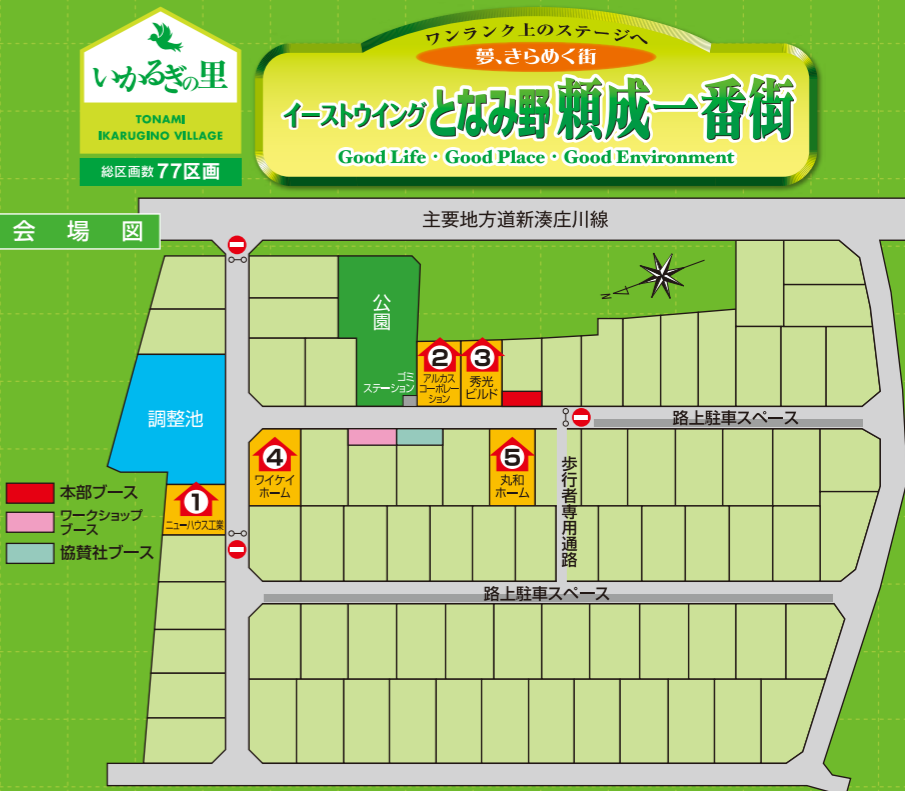 いかるぎの里
TONAMI
IKARUGINO VILLAGE
総区画数77区画
ワンランク上のステージへ
夢、きらめく街
イーストウイングとなみ野頼成一番街
Good Life・Good Place・Good Environment
会場図
主要地方道新湊庄川線
公園
N
ゴミ
ステーション
2
アルカス
コーポレー
ション
3
秀光
ビルド
調整池
路上駐車スペース
4
ワイケイ
ホーム
5
丸和
ホーム
歩行者専用通路
1
ニューハウス工業
本部ブース
ワークショップ
ブース
協賛社ブース
路上駐車スペース